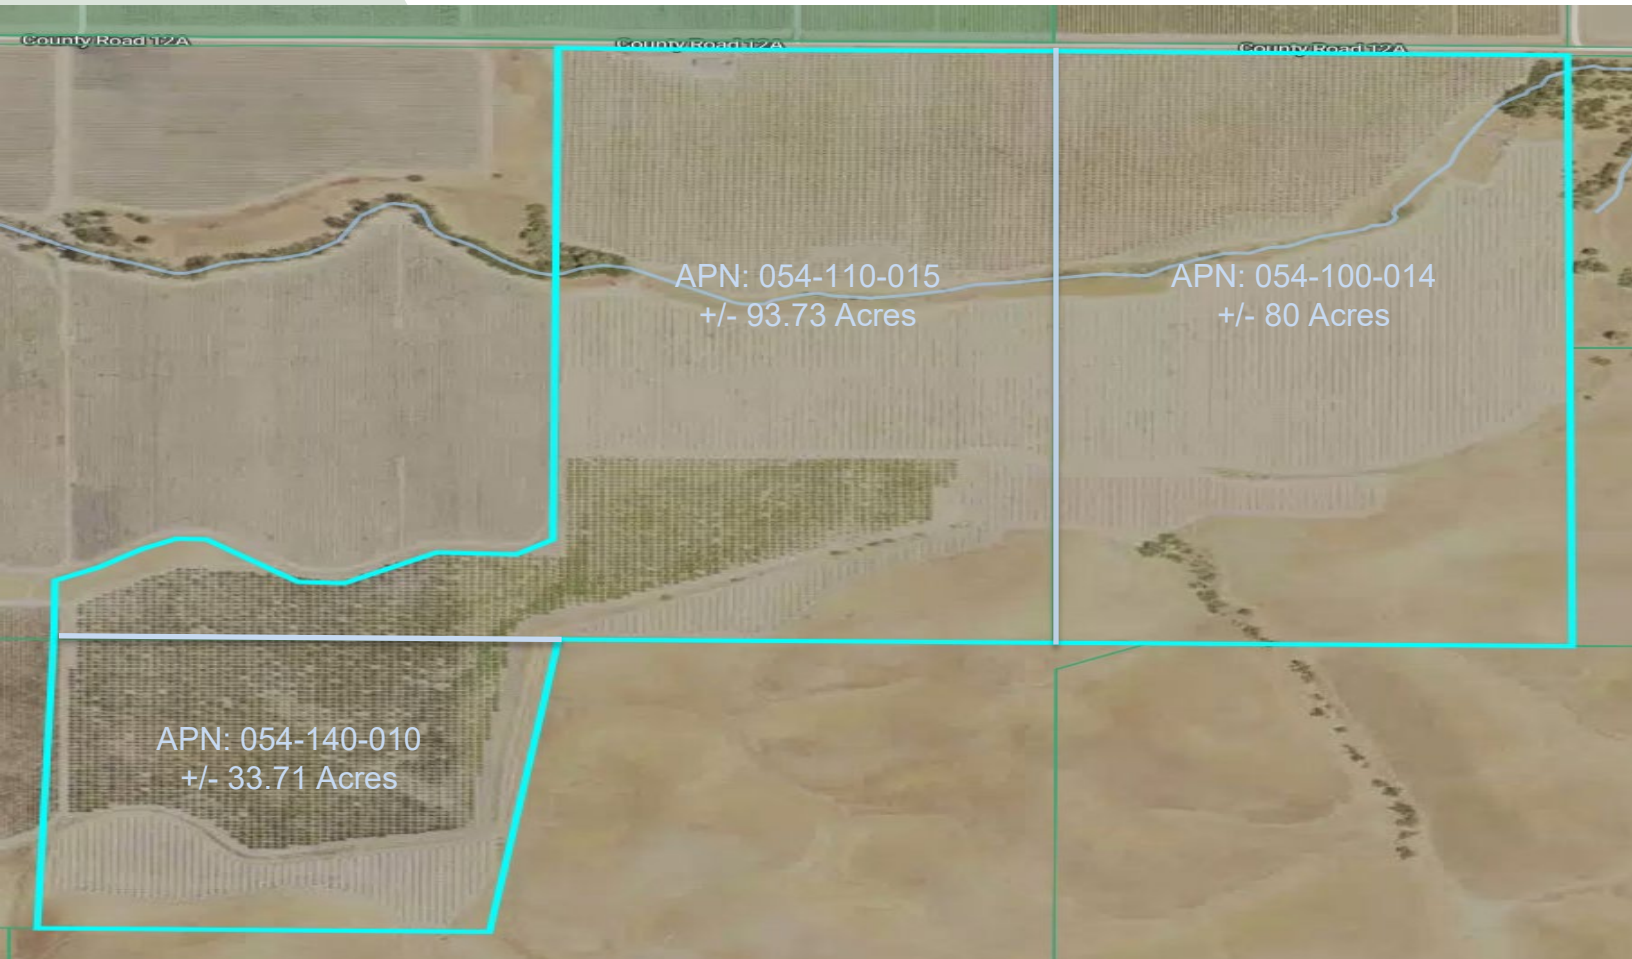 County Road 12A
County Road 12A
County Road 12A
APN: 054-110-015
+/- 93.73 Acres
APN: 054-100-014
+/- 80 Acres
APN: 054-140-010
+/- 33.71 Acres